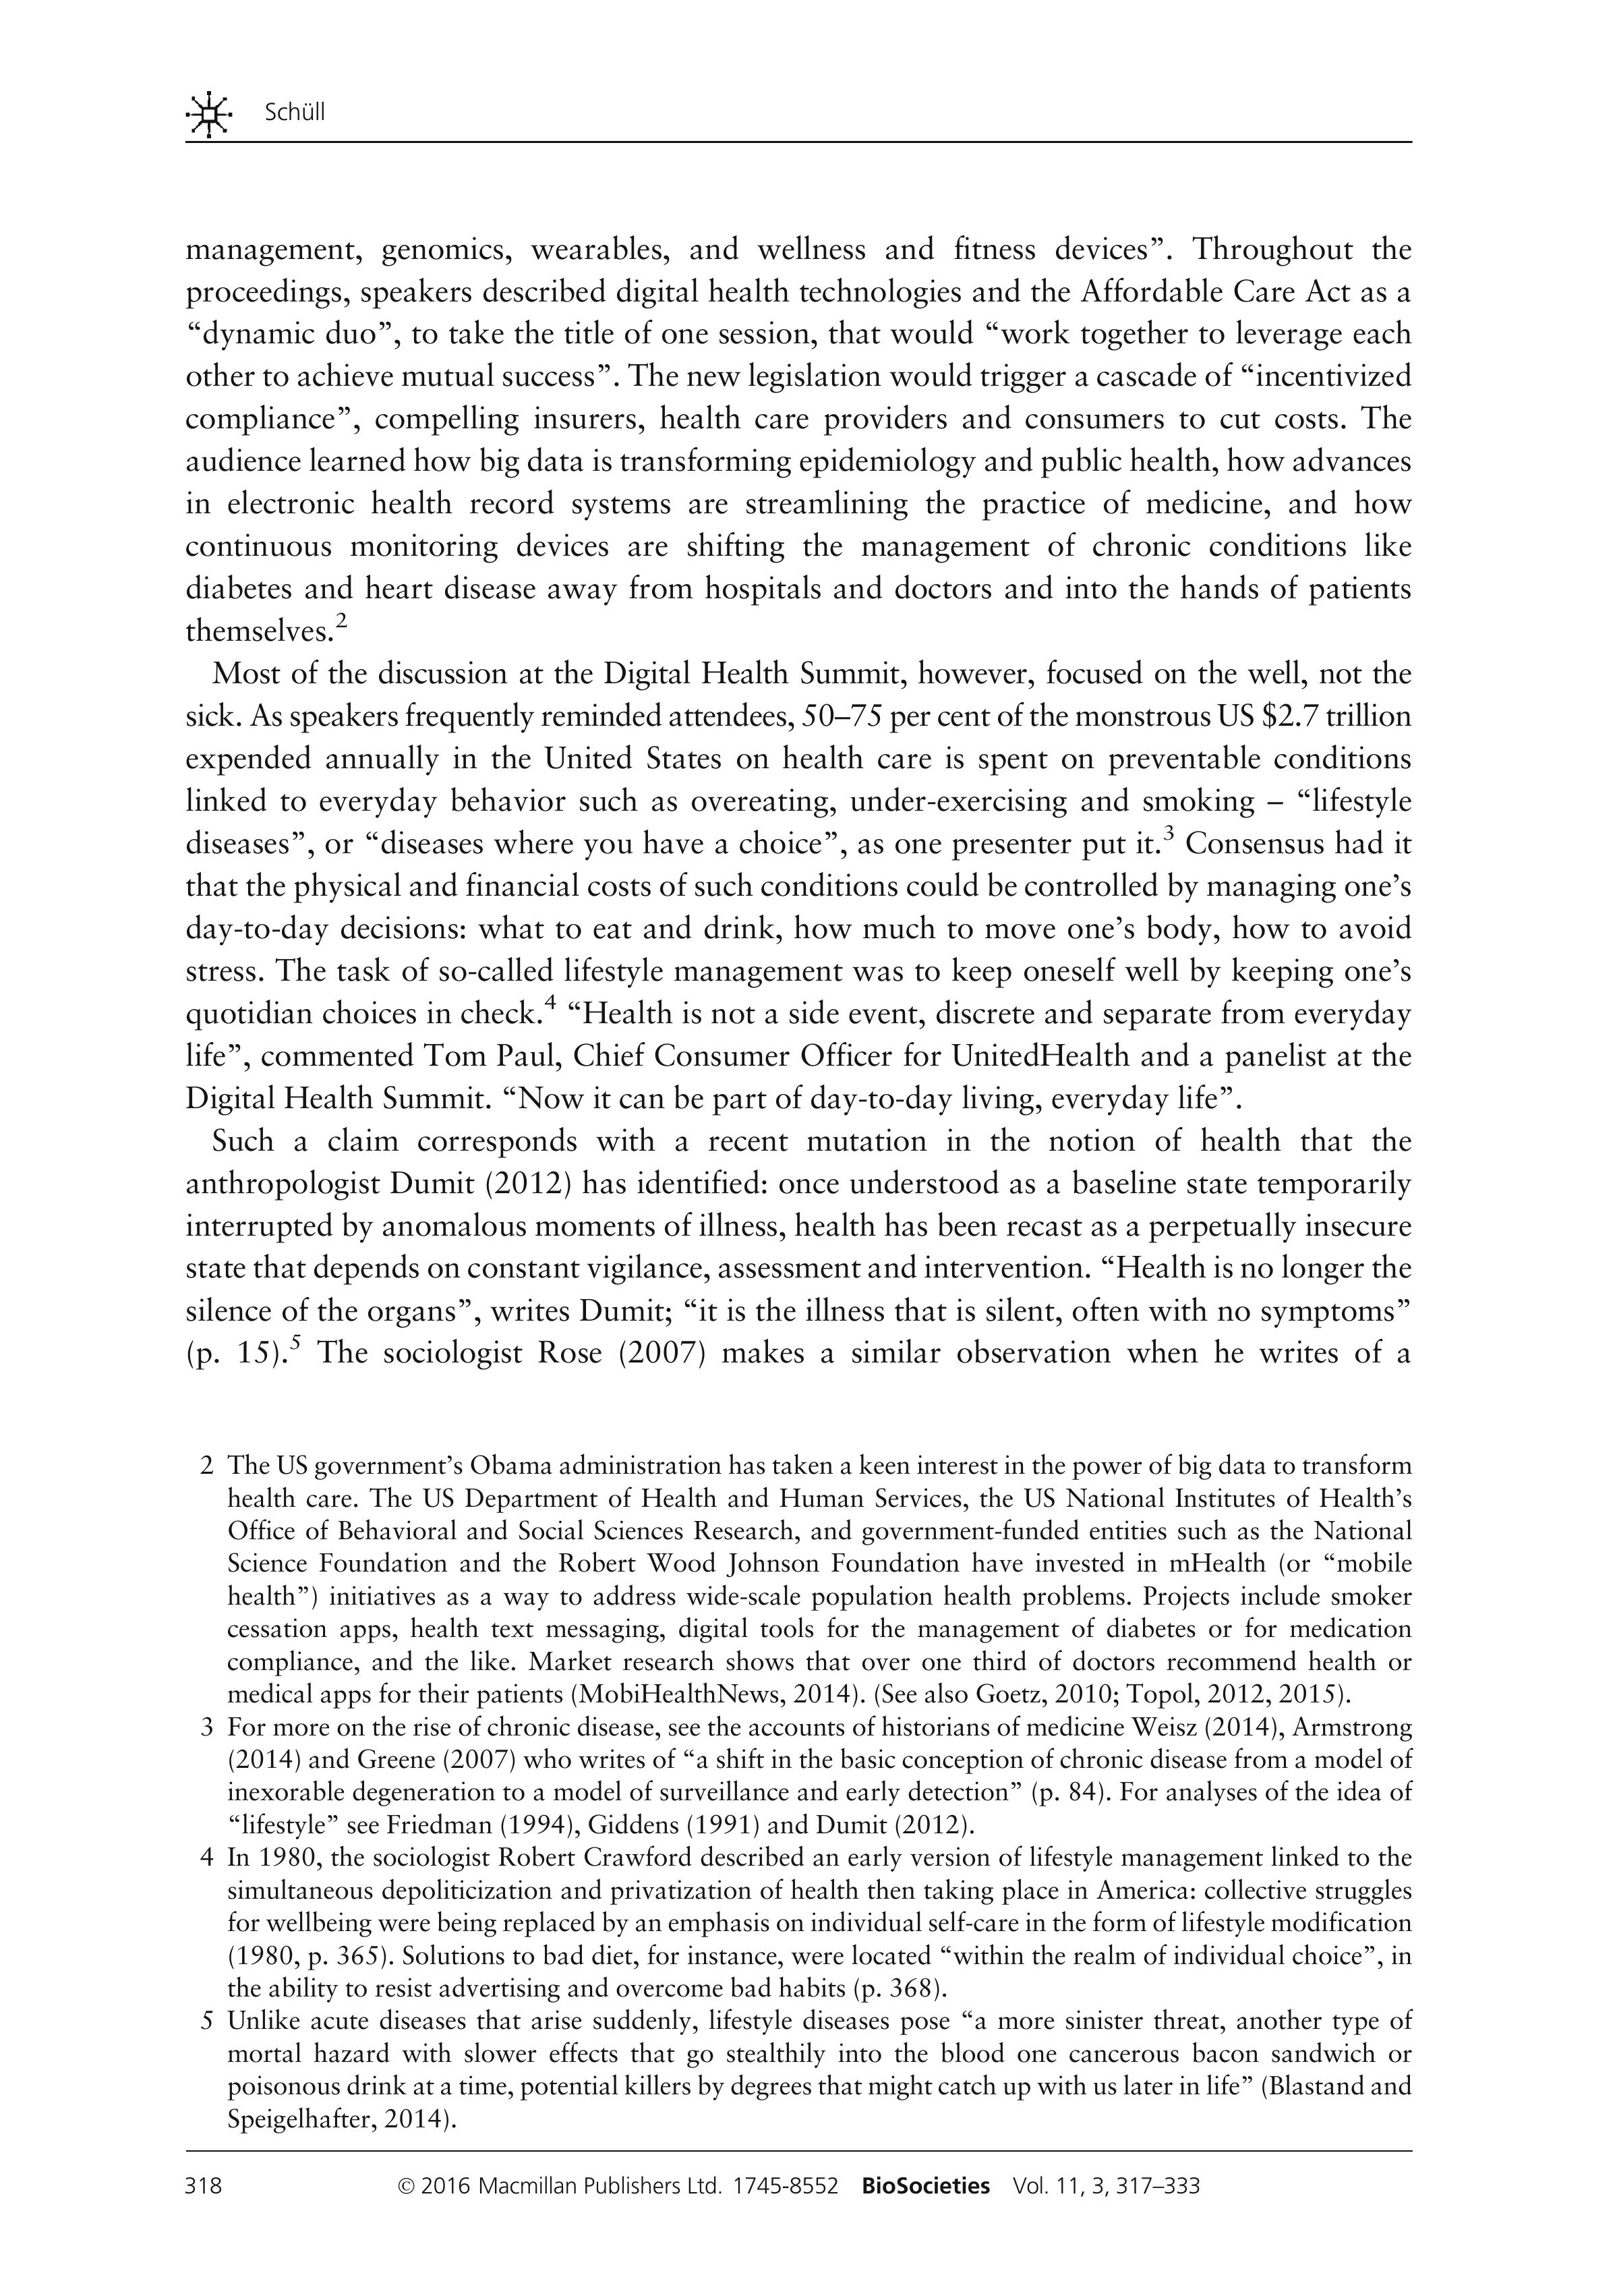 Schüll
management, genomics, wearables, and wellness and fitness devices”. Throughout the
proceedings, speakers described digital health technologies and the Affordable Care Act as a
“dynamic duo”, to take the title of one session, that would “work together to leverage each
other to achieve mutual success”. The new legislation would trigger a cascade of “incentivized
compliance”, compelling insurers, health care providers and consumers to cut costs. The
audience learned how big data is transforming epidemiology and public health, how advances
in electronic health record systems are streamlining the practice of medicine, and how
continuous monitoring devices are shifting the management of chronic conditions like
diabetes and heart disease away from hospitals and doctors and into the hands of patients
themselves.2
Most of the discussion at the Digital Health Summit, however, focused on the well, not the
sick. As speakers frequently reminded attendees, 50–75 per cent of the monstrous US $2.7 trillion
expended annually in the United States on health care is spent on preventable conditions
linked to everyday behavior such as overeating, under-exercising and smoking – “lifestyle
diseases”, or “diseases where you have a choice”, as one presenter put it.3 Consensus had it
that the physical and financial costs of such conditions could be controlled by managing one’s
day-to-day decisions: what to eat and drink, how much to move one’s body, how to avoid
stress. The task of so-called lifestyle management was to keep oneself well by keeping one’s
quotidian choices in check.4 “Health is not a side event, discrete and separate from everyday
life”, commented Tom Paul, Chief Consumer Officer for UnitedHealth and a panelist at the
Digital Health Summit. “Now it can be part of day-to-day living, everyday life”.
Such a claim corresponds with a recent mutation in the notion of health that the
anthropologist Dumit (2012) has identified: once understood as a baseline state temporarily
interrupted by anomalous moments of illness, health has been recast as a perpetually insecure
state that depends on constant vigilance, assessment and intervention. “Health is no longer the
silence of the organs”, writes Dumit; “it is the illness that is silent, often with no symptoms”
(p. 15).5 The sociologist Rose (2007) makes a similar observation when he writes of a
2 The US government’s Obama administration has taken a keen interest in the power of big data to transform
health care. The US Department of Health and Human Services, the US National Institutes of Health’s
Office of Behavioral and Social Sciences Research, and government-funded entities such as the National
Science Foundation and the Robert Wood Johnson Foundation have invested in mHealth (or “mobile
health”) initiatives as a way to address wide-scale population health problems. Projects include smoker
cessation apps, health text messaging, digital tools for the management of diabetes or for medication
compliance, and the like. Market research shows that over one third of doctors recommend health or
medical apps for their patients (MobiHealthNews, 2014). (See also Goetz, 2010; Topol, 2012, 2015).
3 For more on the rise of chronic disease, see the accounts of historians of medicine Weisz (2014), Armstrong
(2014) and Greene (2007) who writes of “a shift in the basic conception of chronic disease from a model of
inexorable degeneration to a model of surveillance and early detection” (p. 84). For analyses of the idea of
“lifestyle” see Friedman (1994), Giddens (1991) and Dumit (2012).
4 In 1980, the sociologist Robert Crawford described an early version of lifestyle management linked to the
simultaneous depoliticization and privatization of health then taking place in America: collective struggles
for wellbeing were being replaced by an emphasis on individual self-care in the form of lifestyle modification
(1980, p. 365). Solutions to bad diet, for instance, were located “within the realm of individual choice”, in
the ability to resist advertising and overcome bad habits (p. 368).
5 Unlike acute diseases that arise suddenly, lifestyle diseases pose “a more sinister threat, another type of
mortal hazard with slower effects that go stealthily into the blood one cancerous bacon sandwich or
poisonous drink at a time, potential killers by degrees that might catch up with us later in life” (Blastand and
Speigelhafter, 2014).
318 © 2016 Macmillan Publishers Ltd. 1745-8552 BioSocieties Vol. 11, 3, 317–333